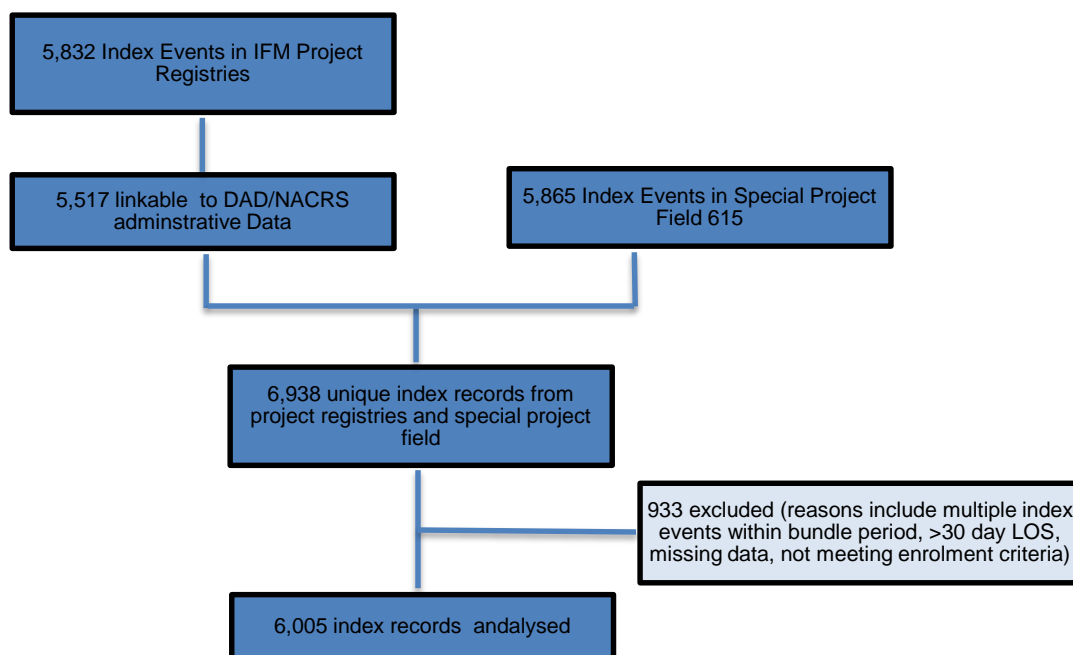 5,832 Index Events in IFM Project
Registries
5,517 linkable to DAD/NACRS
adminstrative Data
5,865 Index Events in Special Project
Field 615
6,938 unique index records from
project registries and special project
field
933 excluded (reasons include multiple index
events within bundle period, >30 day LOS,
missing data, not meeting enrolment criteria)
6,005 index records andalysed